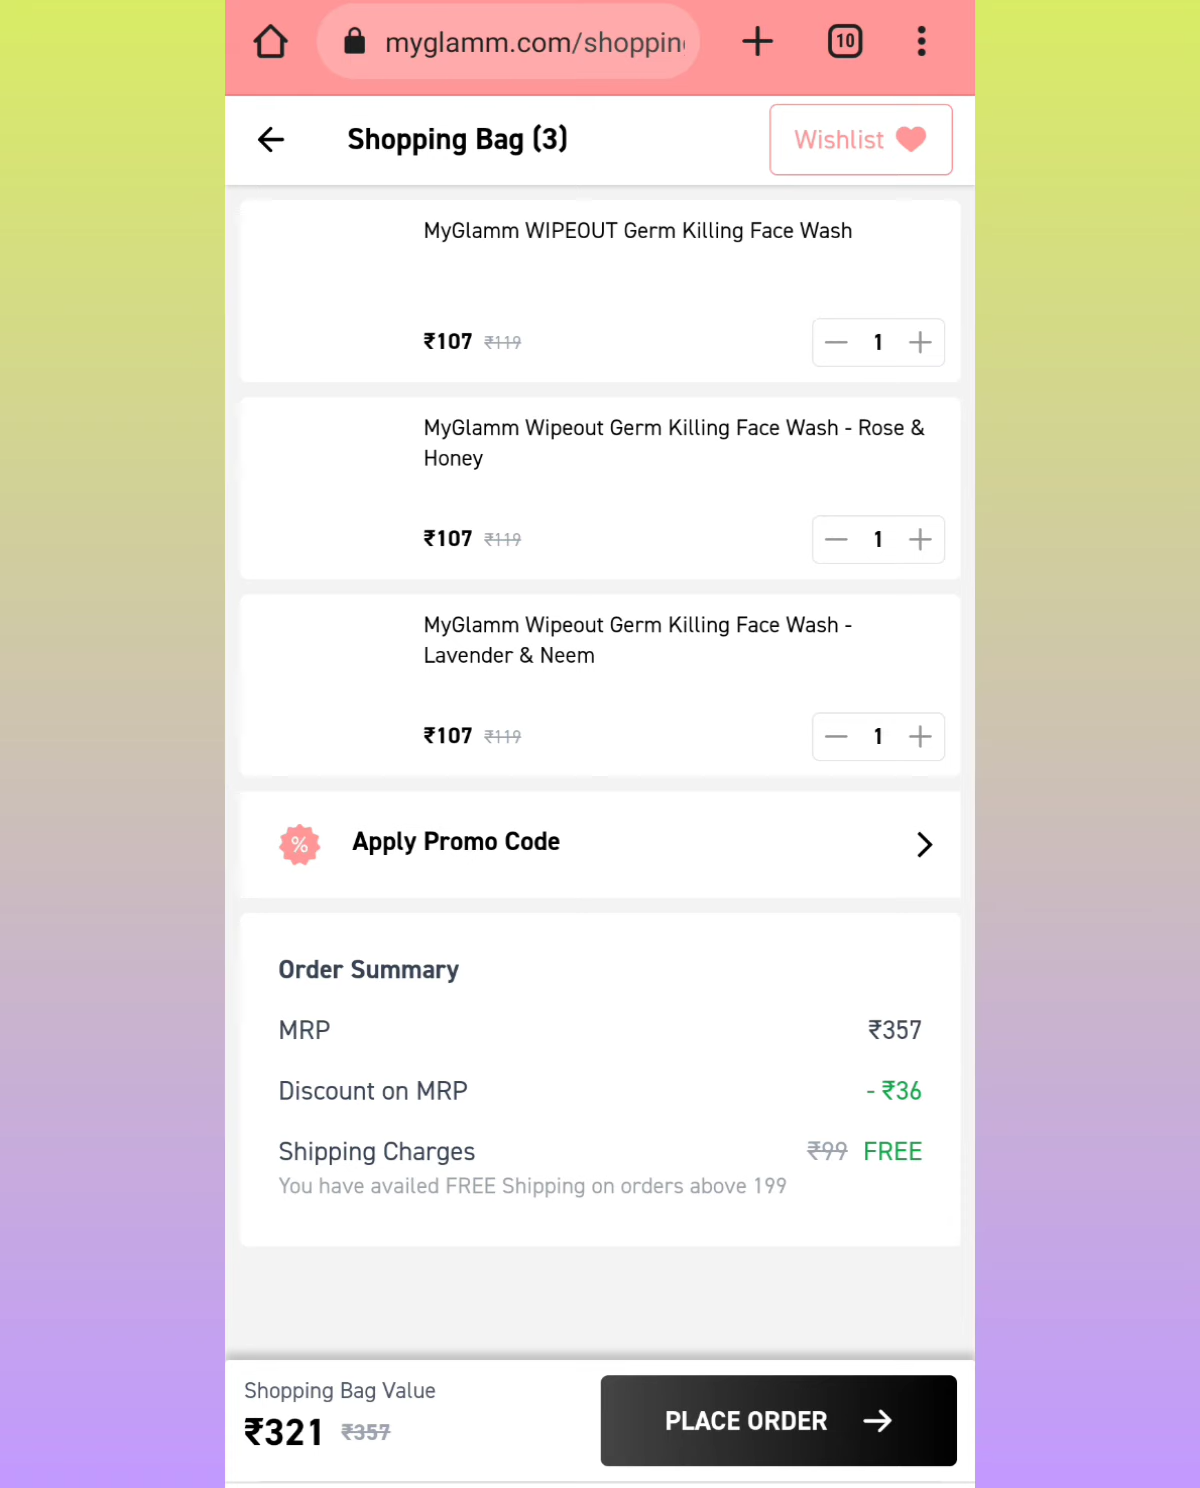 myglamm.com/shopping
10
Shopping Bag (3)
Wishlist
MyGlamm WIPEOUT Germ Killing Face Wash
₹107 ₹119
1
MyGlamm Wipeout Germ Killing Face Wash - Rose &
Honey
₹107 ₹119
1
MyGlamm Wipeout Germ Killing Face Wash -
Lavender & Neem
₹107 ₹119
1
% Apply Promo Code
Order Summary
MRP ₹357
Discount on MRP - ₹36
Shipping Charges ₹99 FREE
You have availed FREE Shipping on orders above 199
Shopping Bag Value
₹321 ₹357
PLACE ORDER